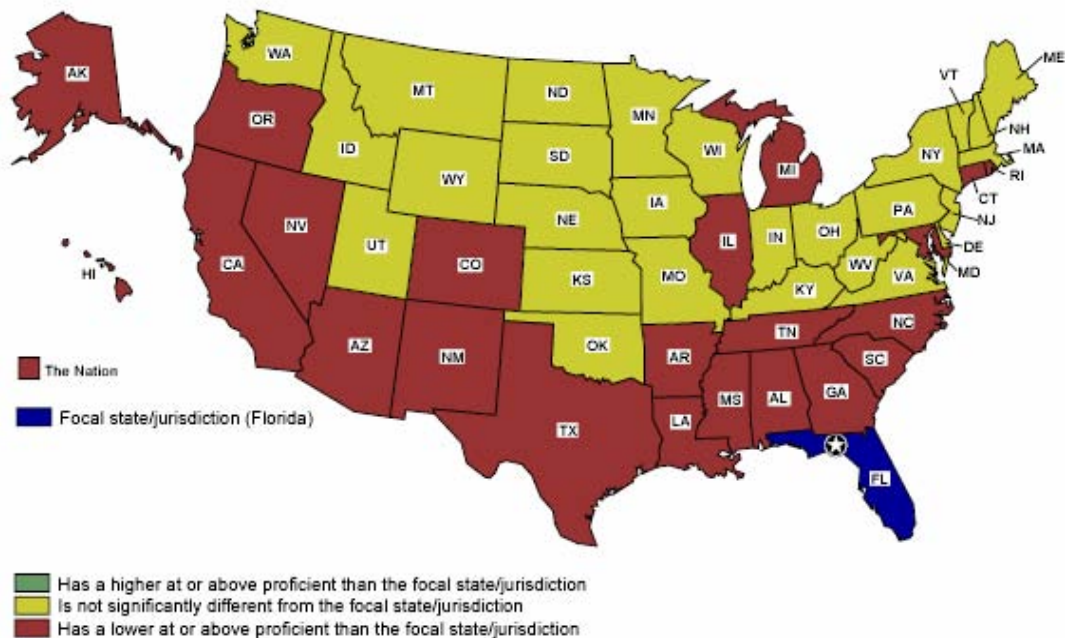 AK
WA
MT
ND
MN
VT
ME
OR
ID
SD
WI
NH
MA
WY
MI
NY
RI
CT
NV
NE
IA
PA
NJ
CA
UT
CO
IL
IN
OH
DE
MD
HI
KS
MO
WV
VA
KY
AZ
NM
OK
AR
TN
NC
SC
TX
LA
MS
AL
GA
FL
The Nation
Focal state/jurisdiction (Florida)
Has a higher at or above proficient than the focal state/jurisdiction
Is not significantly different from the focal state/jurisdiction
Has a lower at or above proficient than the focal state/jurisdiction